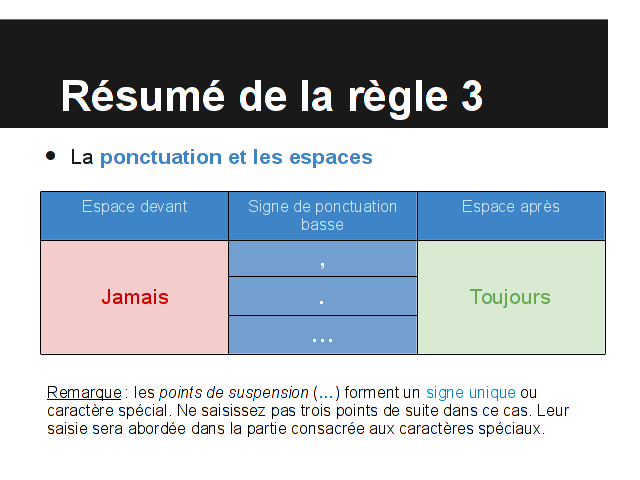 Résumé de la règle 3
• La ponctuation et les espaces
Espace devant
Signe de ponctuation
basse
Espace après
Jamais
,
.
…
Toujours
Remarque : les points de suspension (…) forment un signe unique ou
caractère spécial. Ne saisissez pas trois points de suite dans ce cas. Leur
saisie sera abordée dans la partie consacrée aux caractères spéciaux.